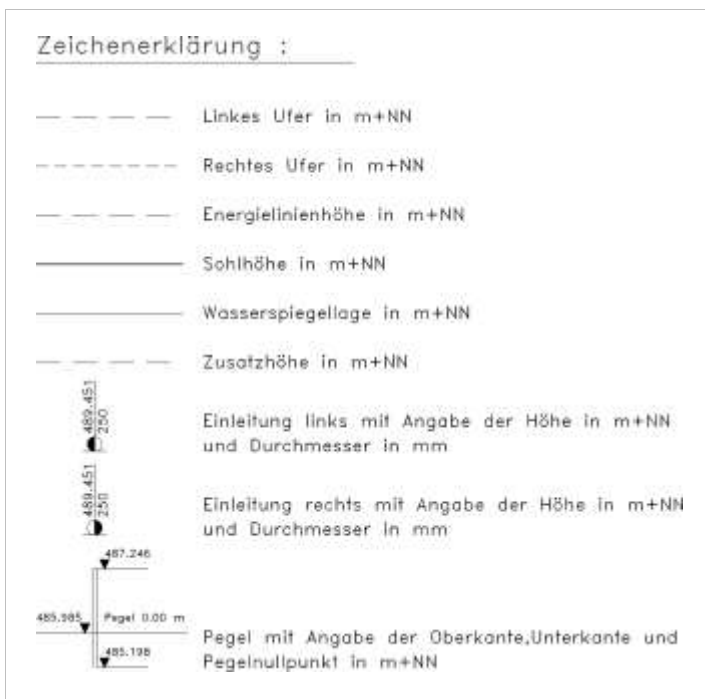 Zeichenerklärung :
Linkes Ufer in m+NN
Rechtes Ufer in m+NN
Energielinienhöhe in m+NN
Sohlhöhe in m+NN
Wasserspiegellage in m+NN
Zusatzhöhe in m+NN
489.451
250
Einleitung links mit Angabe der Höhe in m+NN
und Durchmesser in mm
489.451
250
Einleitung rechts mit Angabe der Höhe in m+NN
und Durchmesser in mm
487.246
485.985 Pegel 0.00 m
485.198
Pegel mit Angabe der Oberkante,Unterkante und
Pegelnullpunkt in m+NN